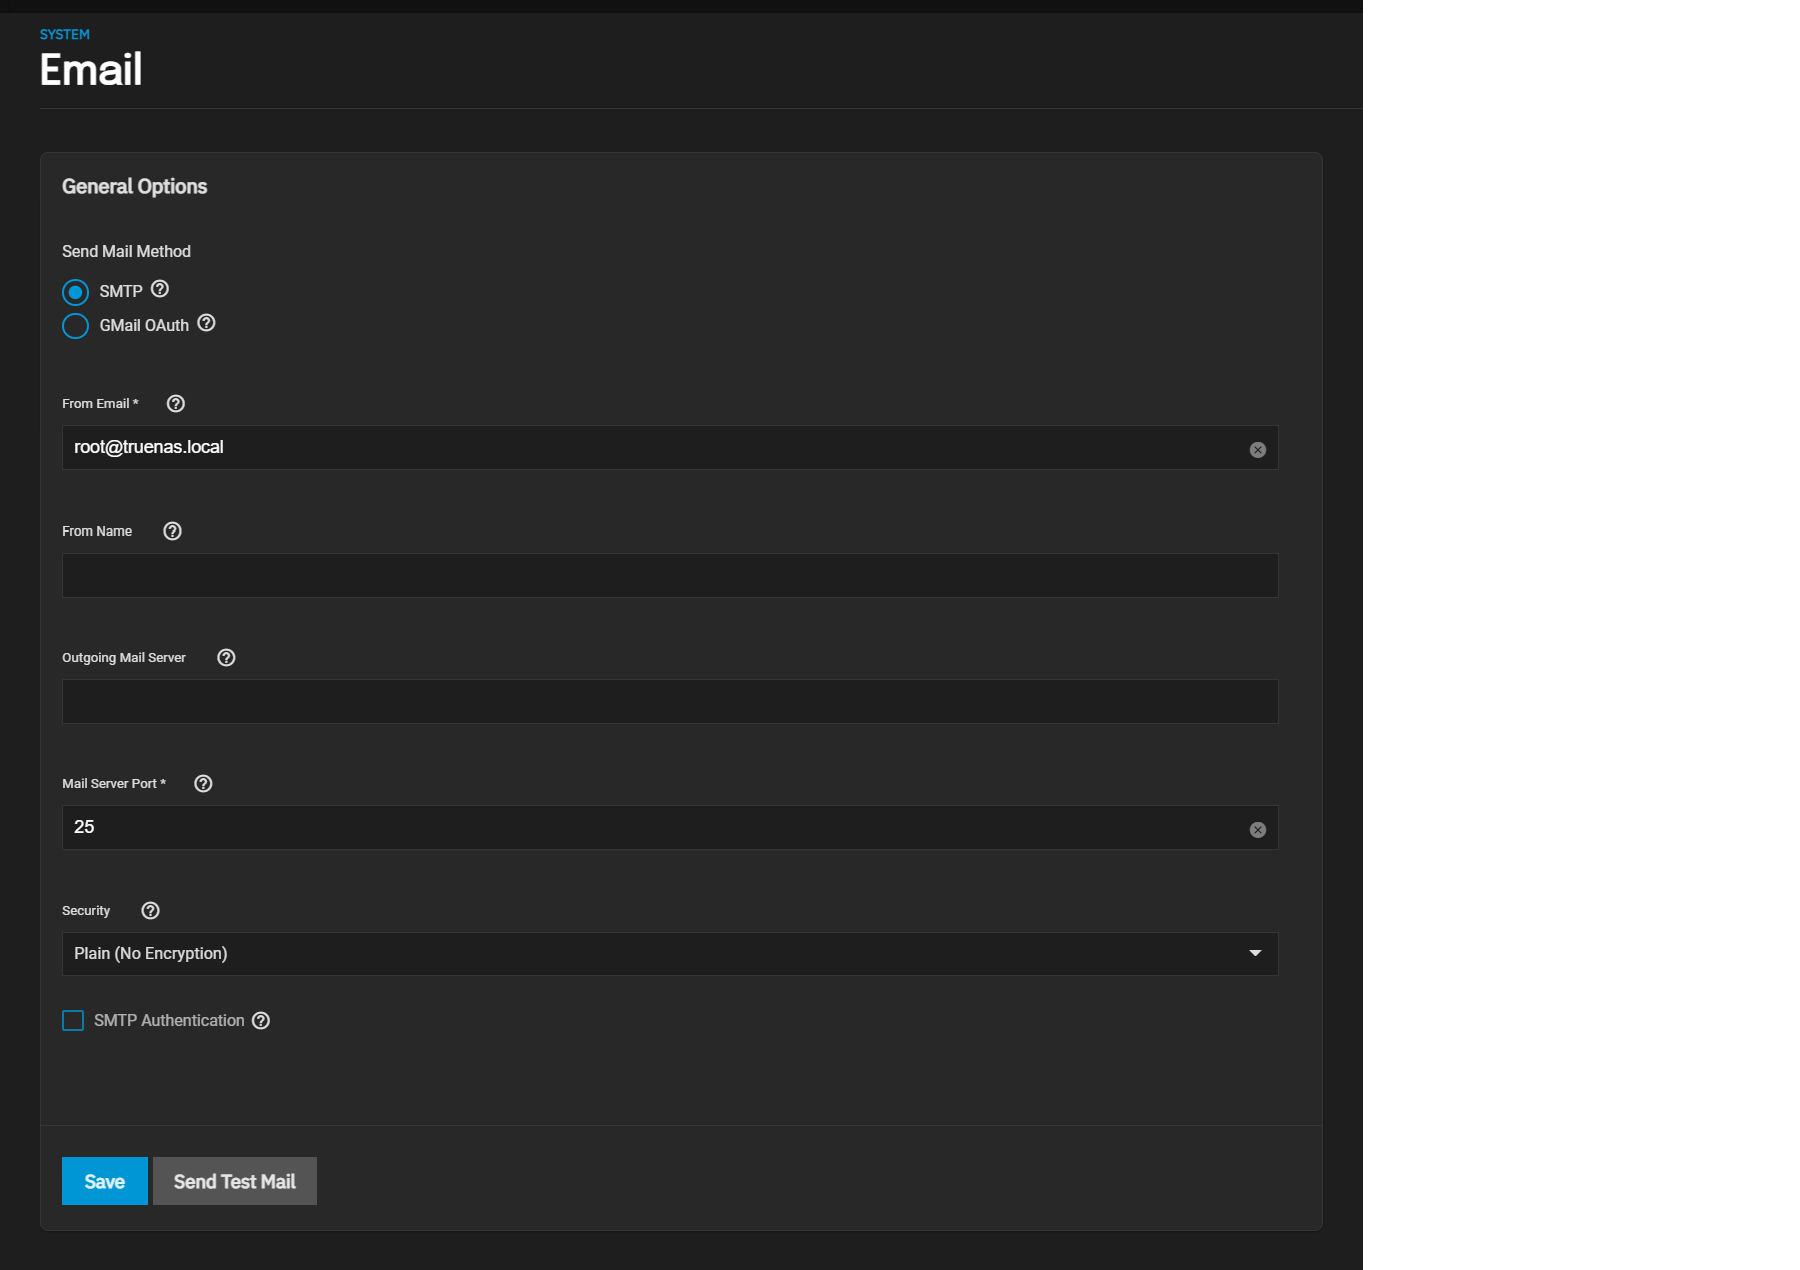 SYSTEM
Email
General Options
Send Mail Method
SMTP
GMail OAuth
From Email *
root@truenas.local
From Name
Outgoing Mail Server
Mail Server Port *
25
Security
Plain (No Encryption)
SMTP Authentication
Save Send Test Mail